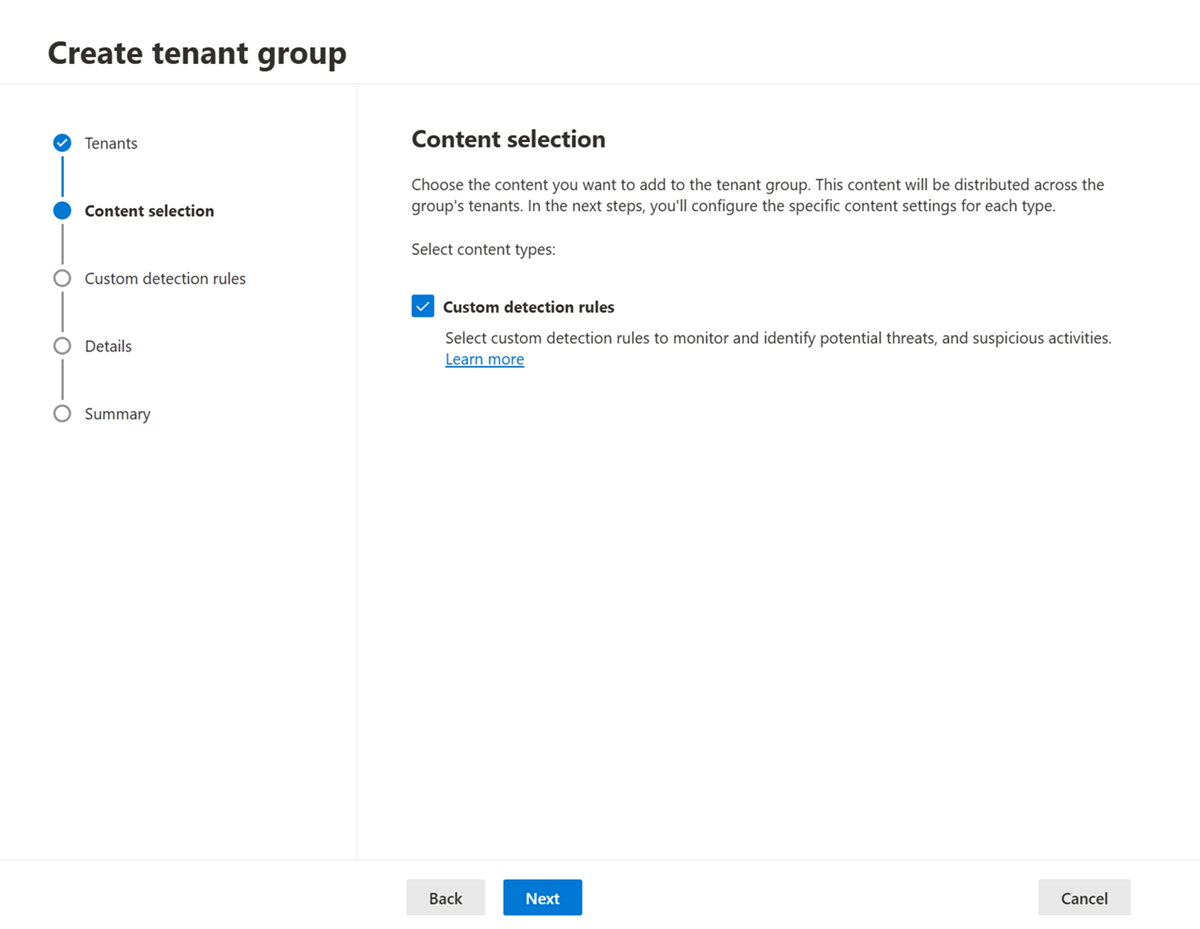 Create tenant group
Tenants
Content selection
Custom detection rules
Details
Summary
Content selection
Choose the content you want to add to the tenant group. This content will be distributed across the
group's tenants. In the next steps, you'll configure the specific content settings for each type.
Select content types:
Custom detection rules
Select custom detection rules to monitor and identify potential threats, and suspicious activities.
Learn more
Back
Next
Cancel